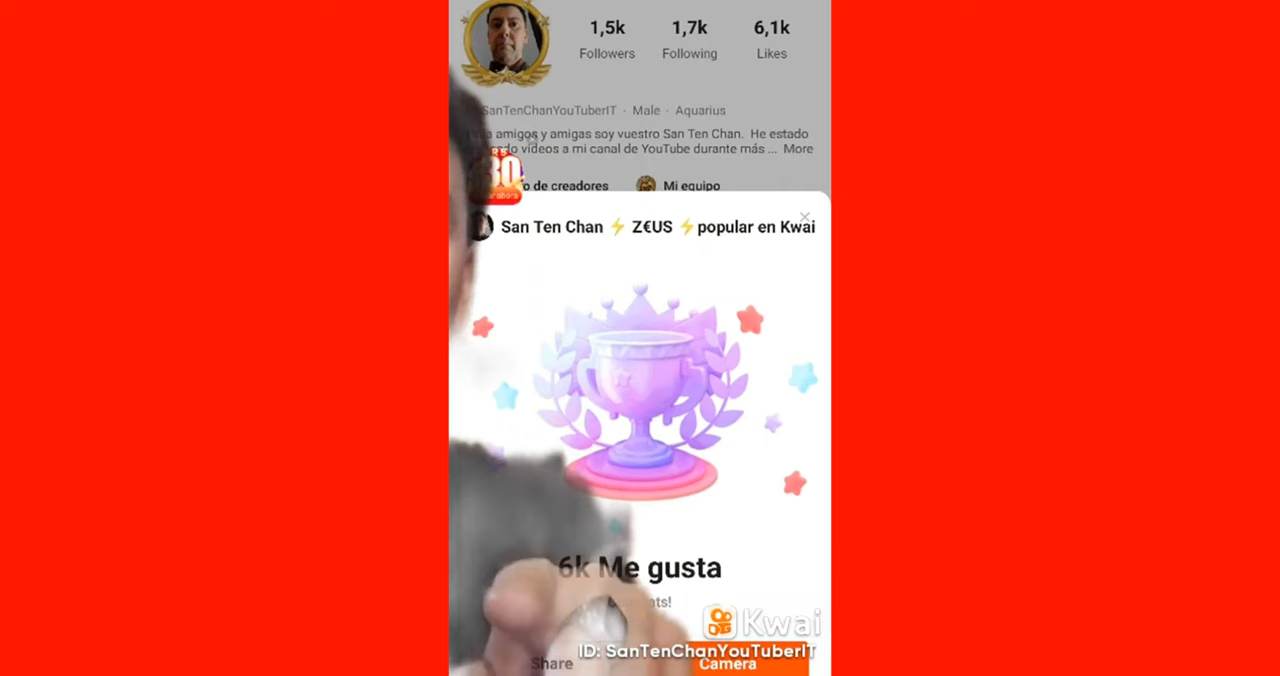 1,5k 1,7k 6,1k
Followers Following Likes
SanTenChanYouTuberIT · Male · Aquarius
amigos y amigas soy vuestro San Ten Chan. He estado
vídeos a mi canal de YouTube durante más ... More
30
o de creadores Mi equipo
San Ten Chan ⚡ Z€US ⚡popular en Kwai
6k Me gusta
Kwai
ID: SanTenChanYouTuberIT
Share Camera